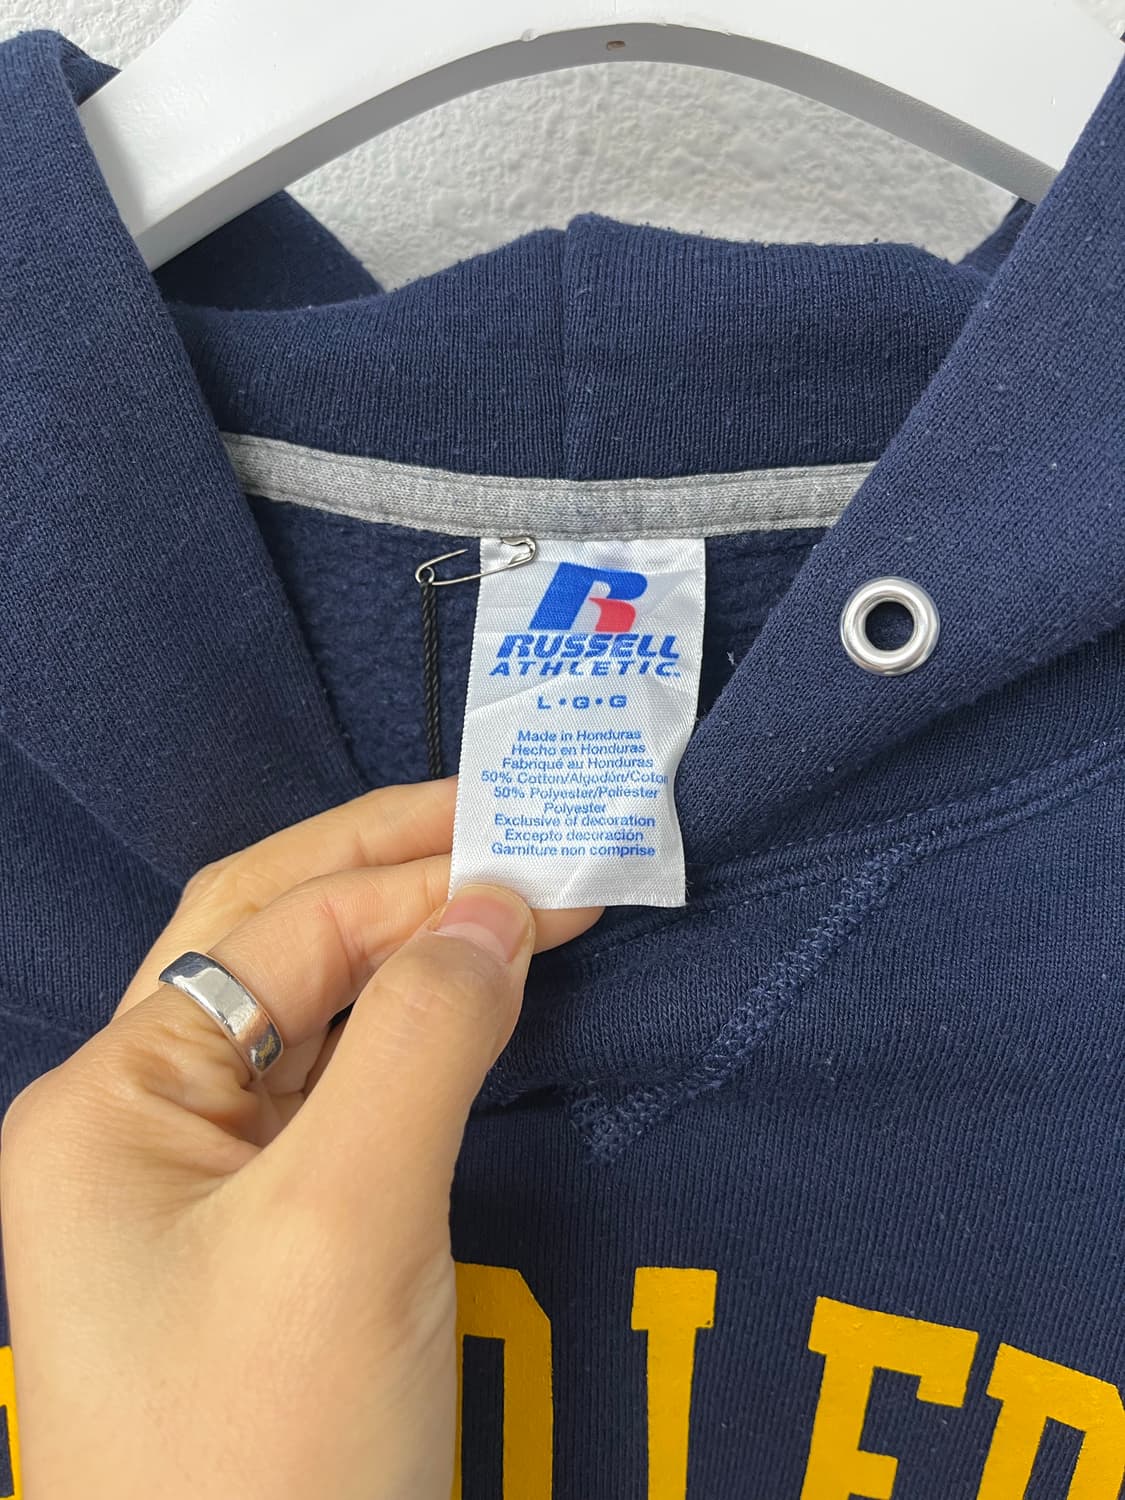 R
RUSSELL
ATHLETIC.
L • G • G
Made in Honduras
Hecho en Honduras
Fabriqué au Honduras
50% Cotton/Algodón/Coton
50% Polyester/Poliéster
Polyester
Exclusive of decoration
Excepto decoración
Garniture non comprise